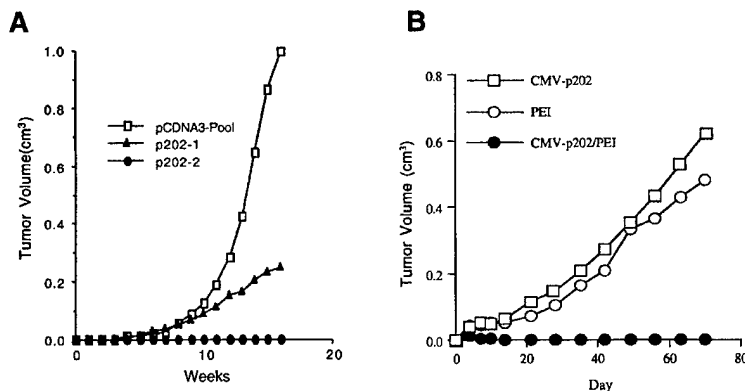 A
1.0
0.8
0.6
0.4
0.2
0.0
Tumor Volume(cm³)
pCDNA3-Pool
p202-1
p202-2
0
10
20
Weeks
B
0.8
0.6
0.4
0.2
0.0
Tumor Volume (cm³)
CMV-p202
PEI
CMV-p202/PEI
0
20
40
60
80
Day